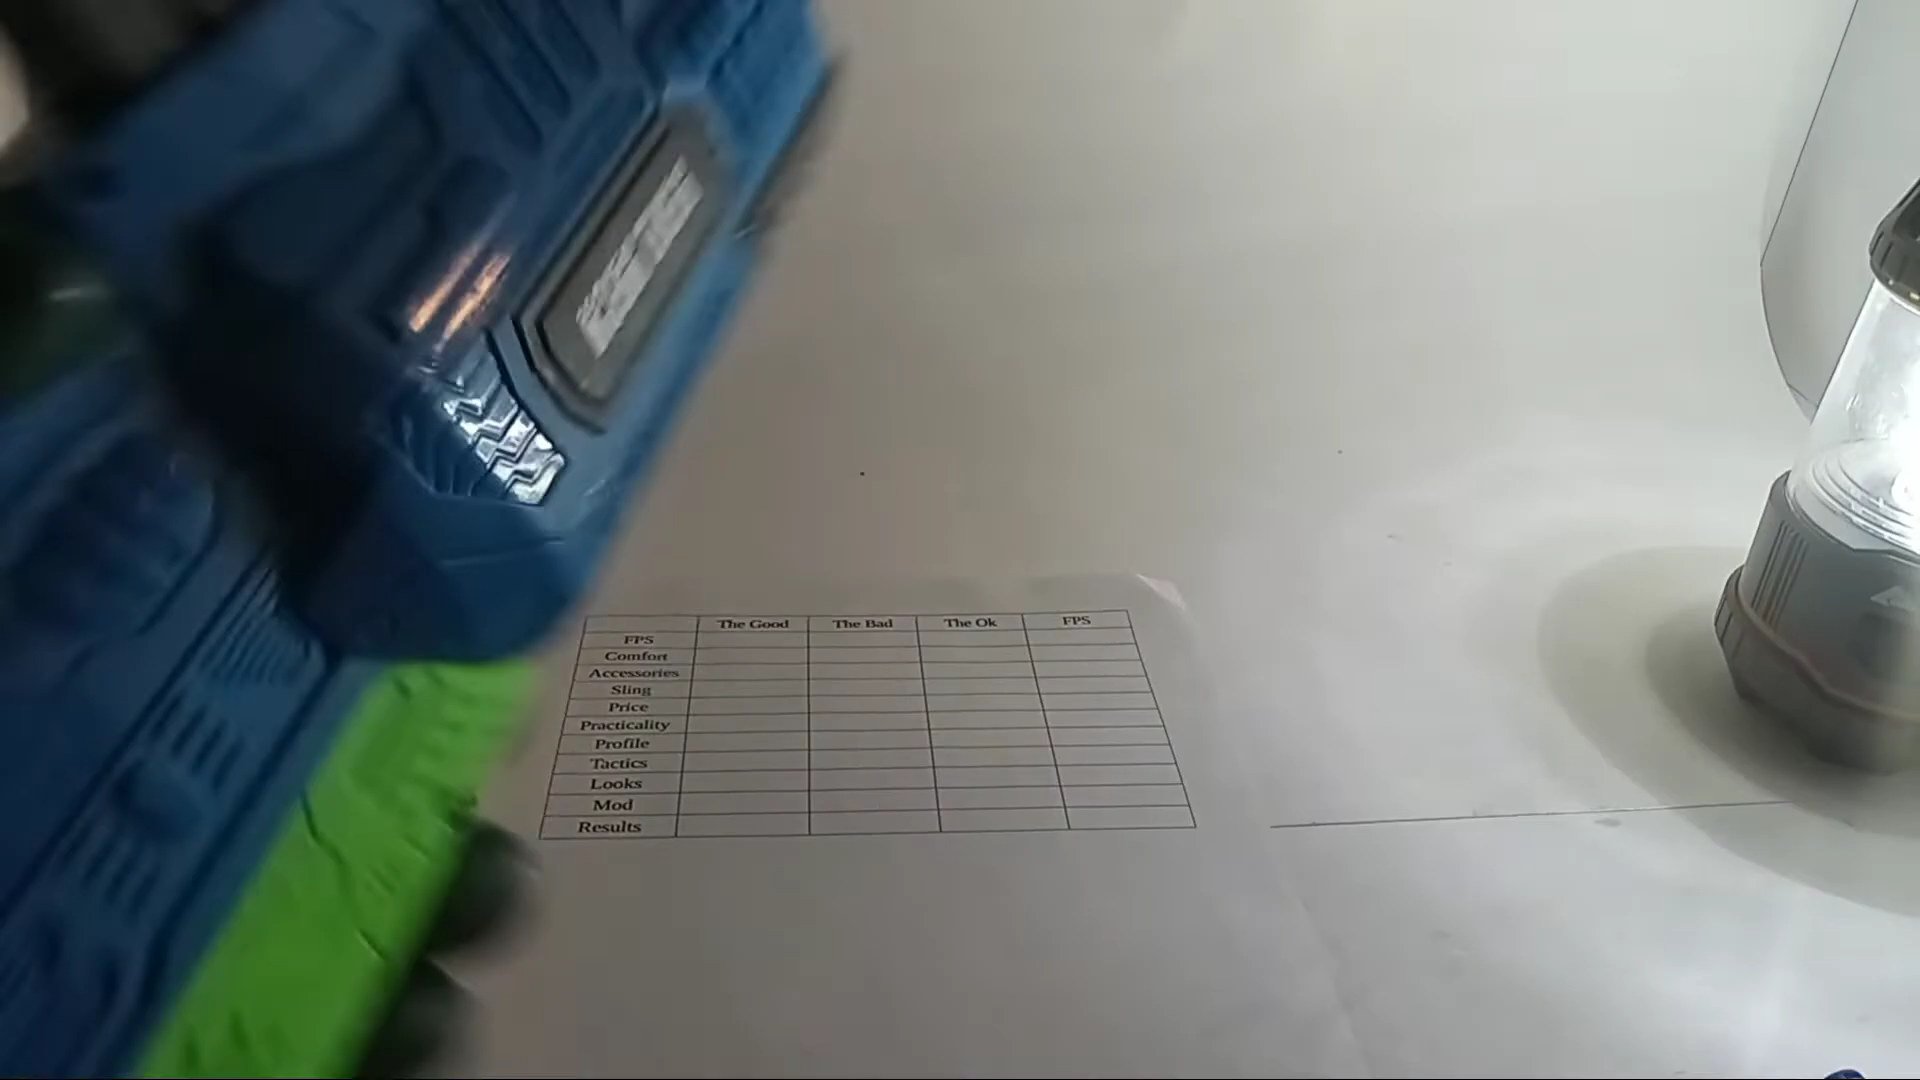 The Good The Bad The Ok FPS
FPS
Comfort
Accessories
Sling
Price
Practicality
Profile
Tactics
Looks
Mod
Results